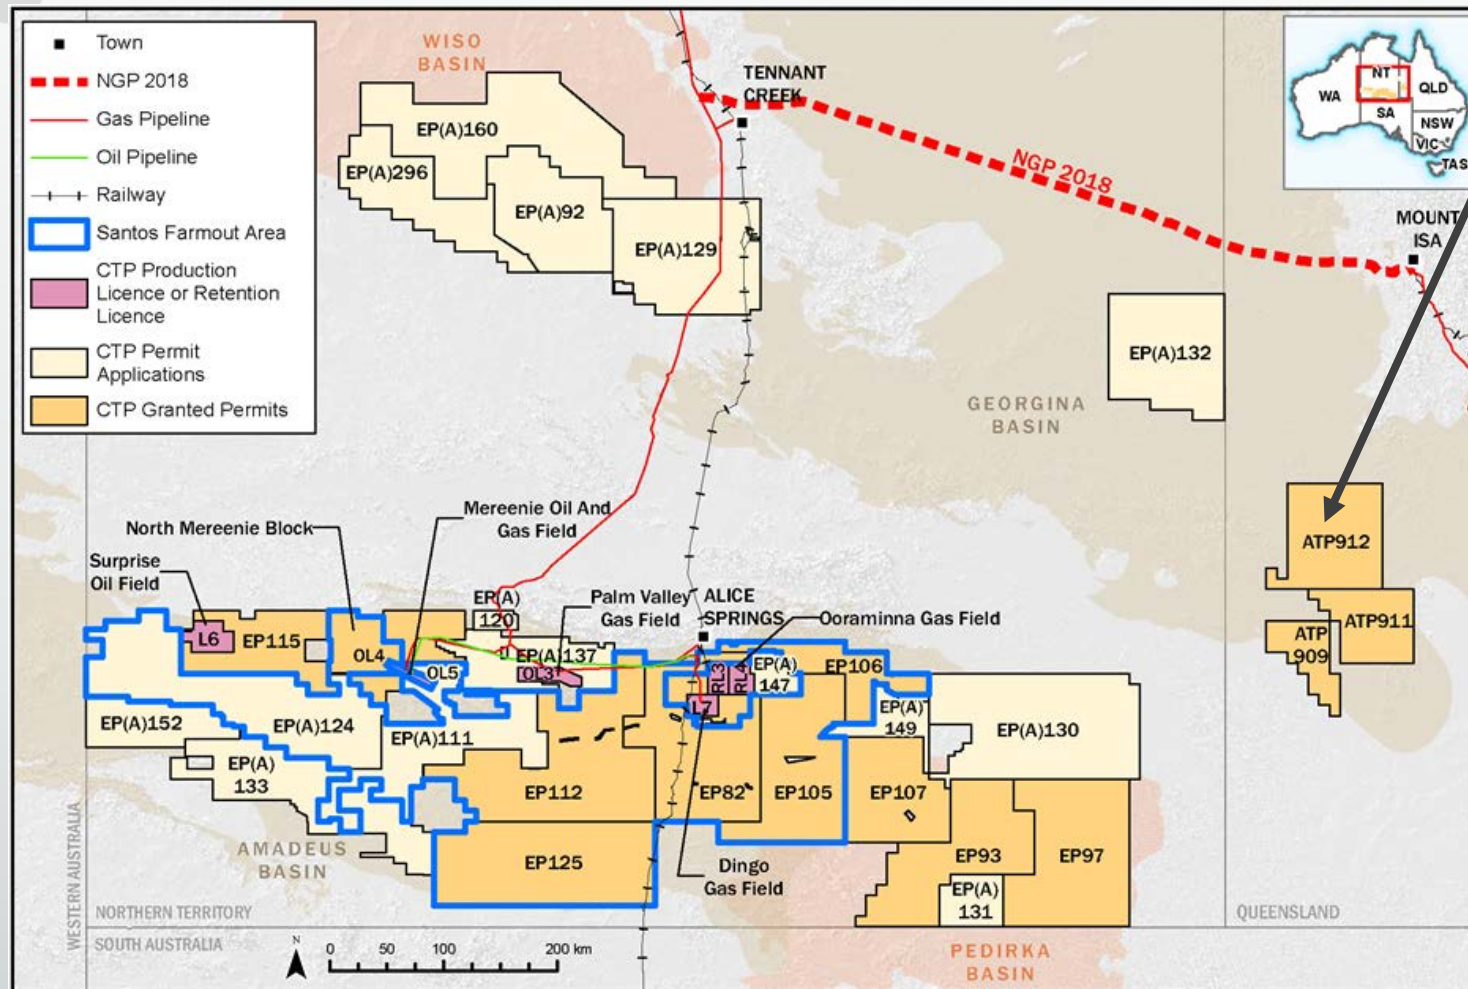 Town
NGP 2018
Gas Pipeline
Oil Pipeline
Railway
Santos Farmout Area
CTP Production
Licence or Retention
Licence
CTP Permit
Applications
CTP Granted Permits
WISO
BASIN
TENNANT
CREEK
NGP 2018
NT
WA
QLD
SA
NSW
VIC
TAS
MOUNT
ISA
EP(A)160
EP(A)296
EP(A)92
EP(A)129
EP(A)132
GEORGINA
BASIN
ATP912
ATP911
ATP
909
North Mereenie Block
Mereenie Oil And
Gas Field
Surprise
Oil Field
EP(A)
120
Palm Valley
Gas Field
ALICE
SPRINGS
Ooraminna Gas Field
L6
EP115
OL4
OL5
EP(A)137
OL3
RL3
RL4
EP(A)
147
EP106
L7
EP(A)152
EP(A)124
EP(A)111
EP(A)
149
EP(A)130
EP(A)
133
EP112
EP82
EP105
EP107
EP125
EP93
EP97
EP(A)
131
Dingo
Gas Field
AMADEUS
BASIN
WESTERN AUSTRALIA
NORTHERN TERRITORY
SOUTH AUSTRALIA
QUEENSLAND
N
0 50 100 200 km
PEDIRKA
BASIN